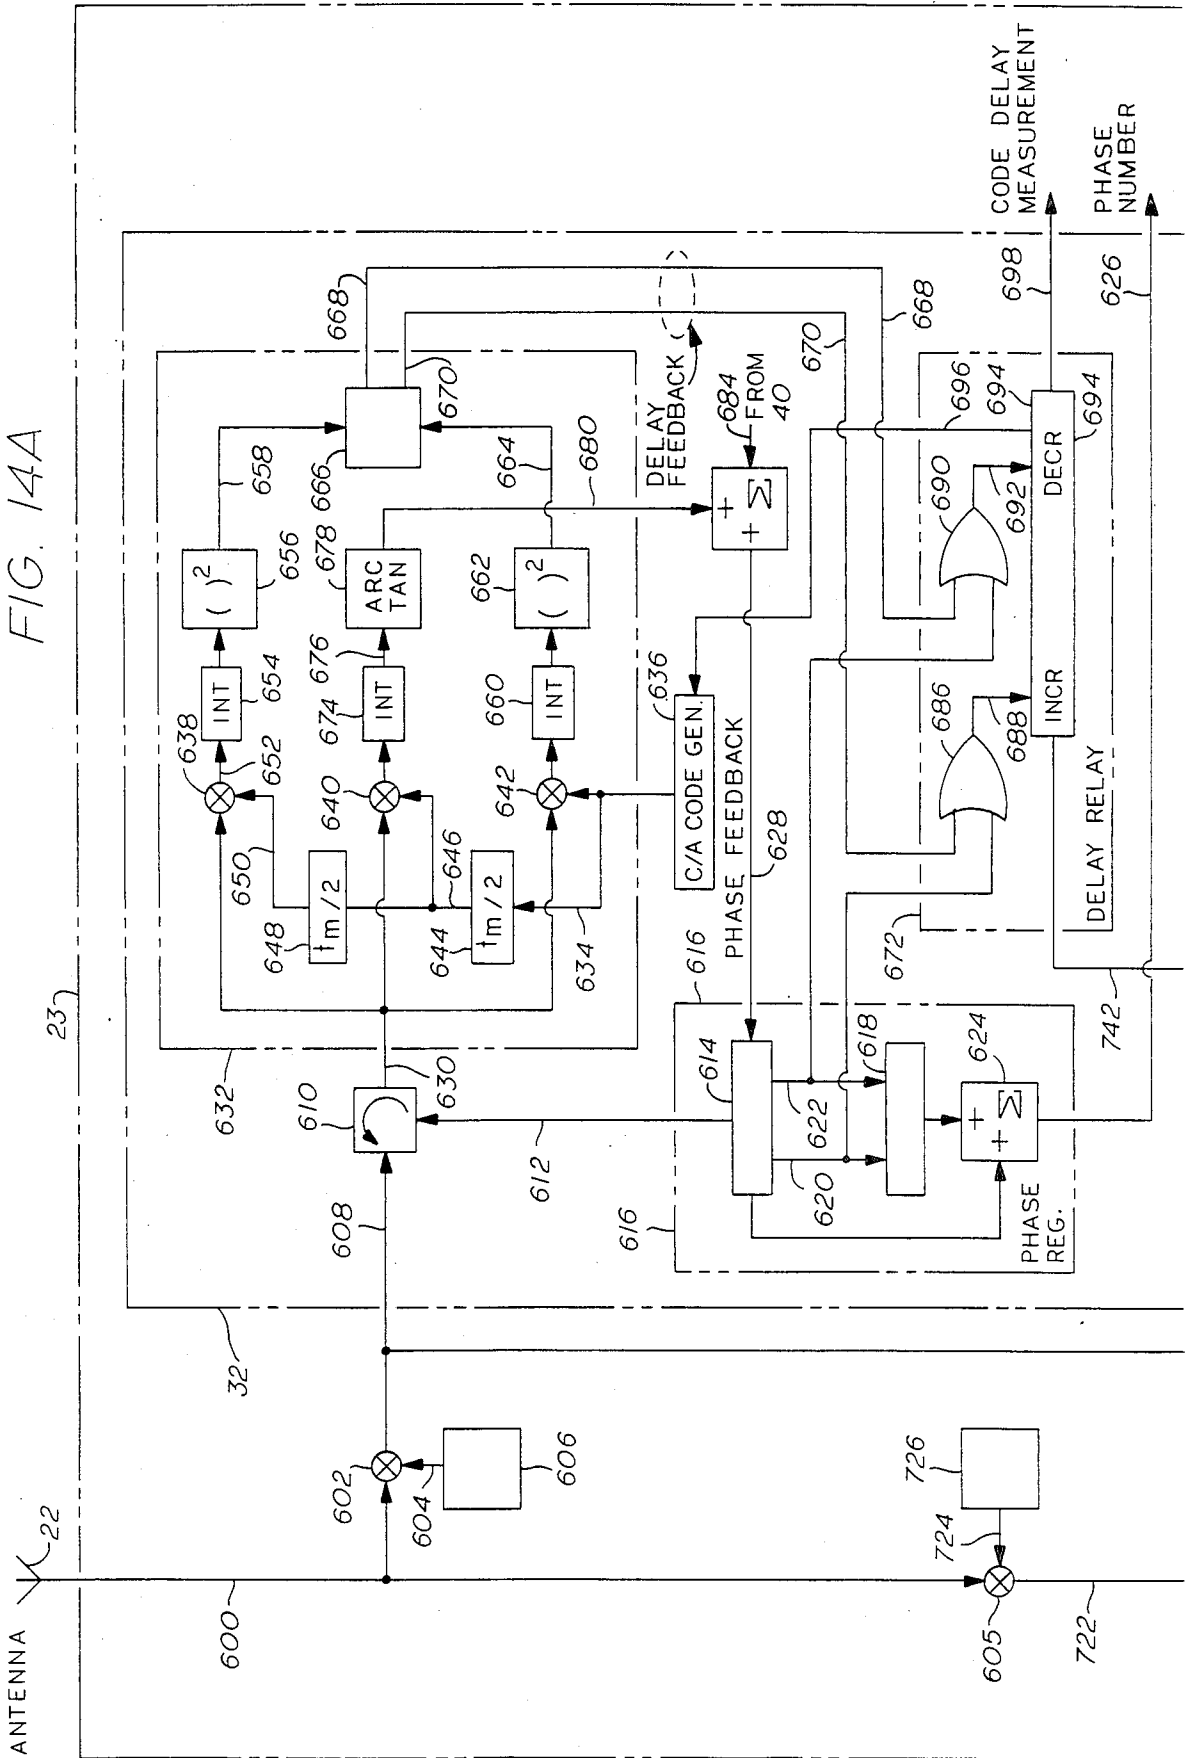 FIG. 14A
ANTENNA
22
23
600
602
604
606
608
32
610
612
630
632
638
652
650
648
tm/2
640
646
644
tm/2
642
634
INT
654
( )²
656
658
674
INT
676
ARC
TAN
678
660
INT
662
( )²
664
666
668
670
680
DELAY
FEEDBACK
684
FROM
40
+
+
Σ
636
C/A CODE GEN.
PHASE FEEDBACK
628
616
614
616
620
622
618
624
+
+
Σ
PHASE
REG.
672
670
668
686
688
690
692
696
694
694
INCR
DECR
DELAY RELAY
742
698
CODE DELAY
MEASUREMENT
626
PHASE
NUMBER
605
724
726
722